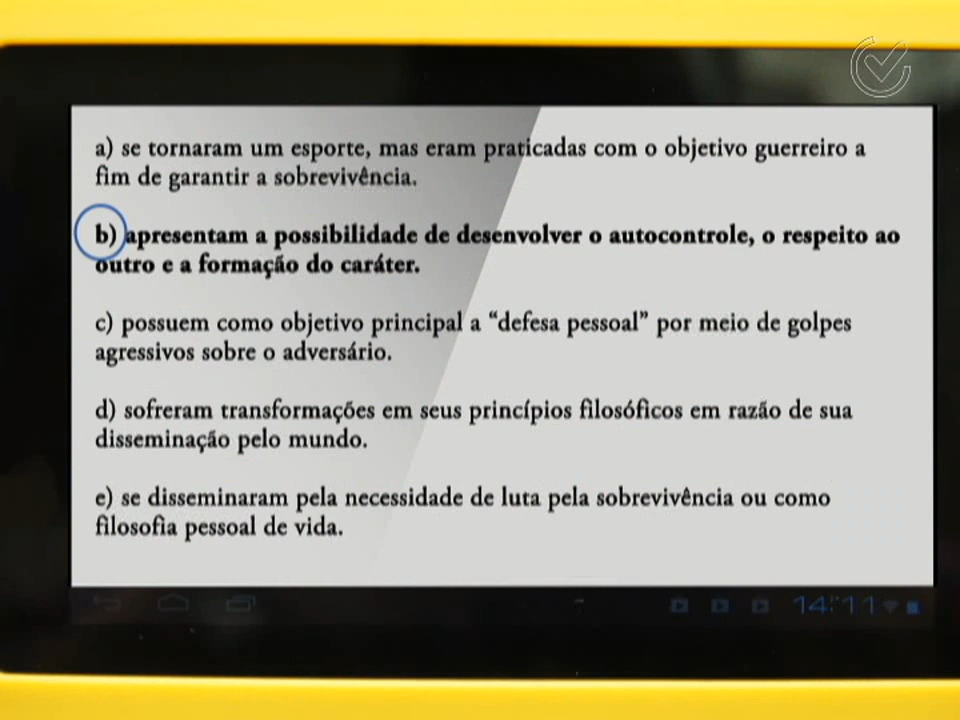 a) se tornaram um esporte, mas eram praticadas com o objetivo guerreiro a
fim de garantir a sobrevivência.
b) apresentam a possibilidade de desenvolver o autocontrole, o respeito ao
outro e a formação do caráter.
c) possuem como objetivo principal a “defesa pessoal” por meio de golpes
agressivos sobre o adversário.
d) sofreram transformações em seus princípios filosóficos em razão de sua
disseminação pelo mundo.
e) se disseminaram pela necessidade de luta pela sobrevivência ou como
filosofia pessoal de vida.
14:11